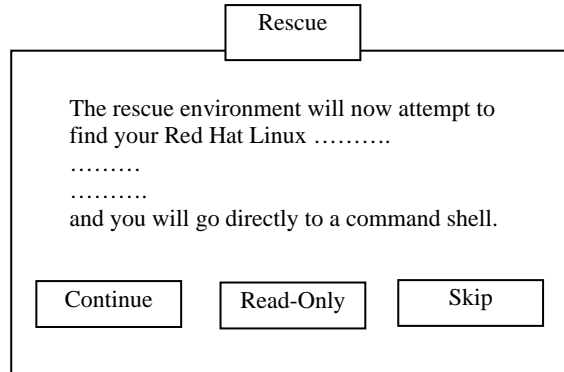 Rescue
The rescue environment will now attempt to
find your Red Hat Linux ……….
………
……….
and you will go directly to a command shell.
Continue
Read-Only
Skip